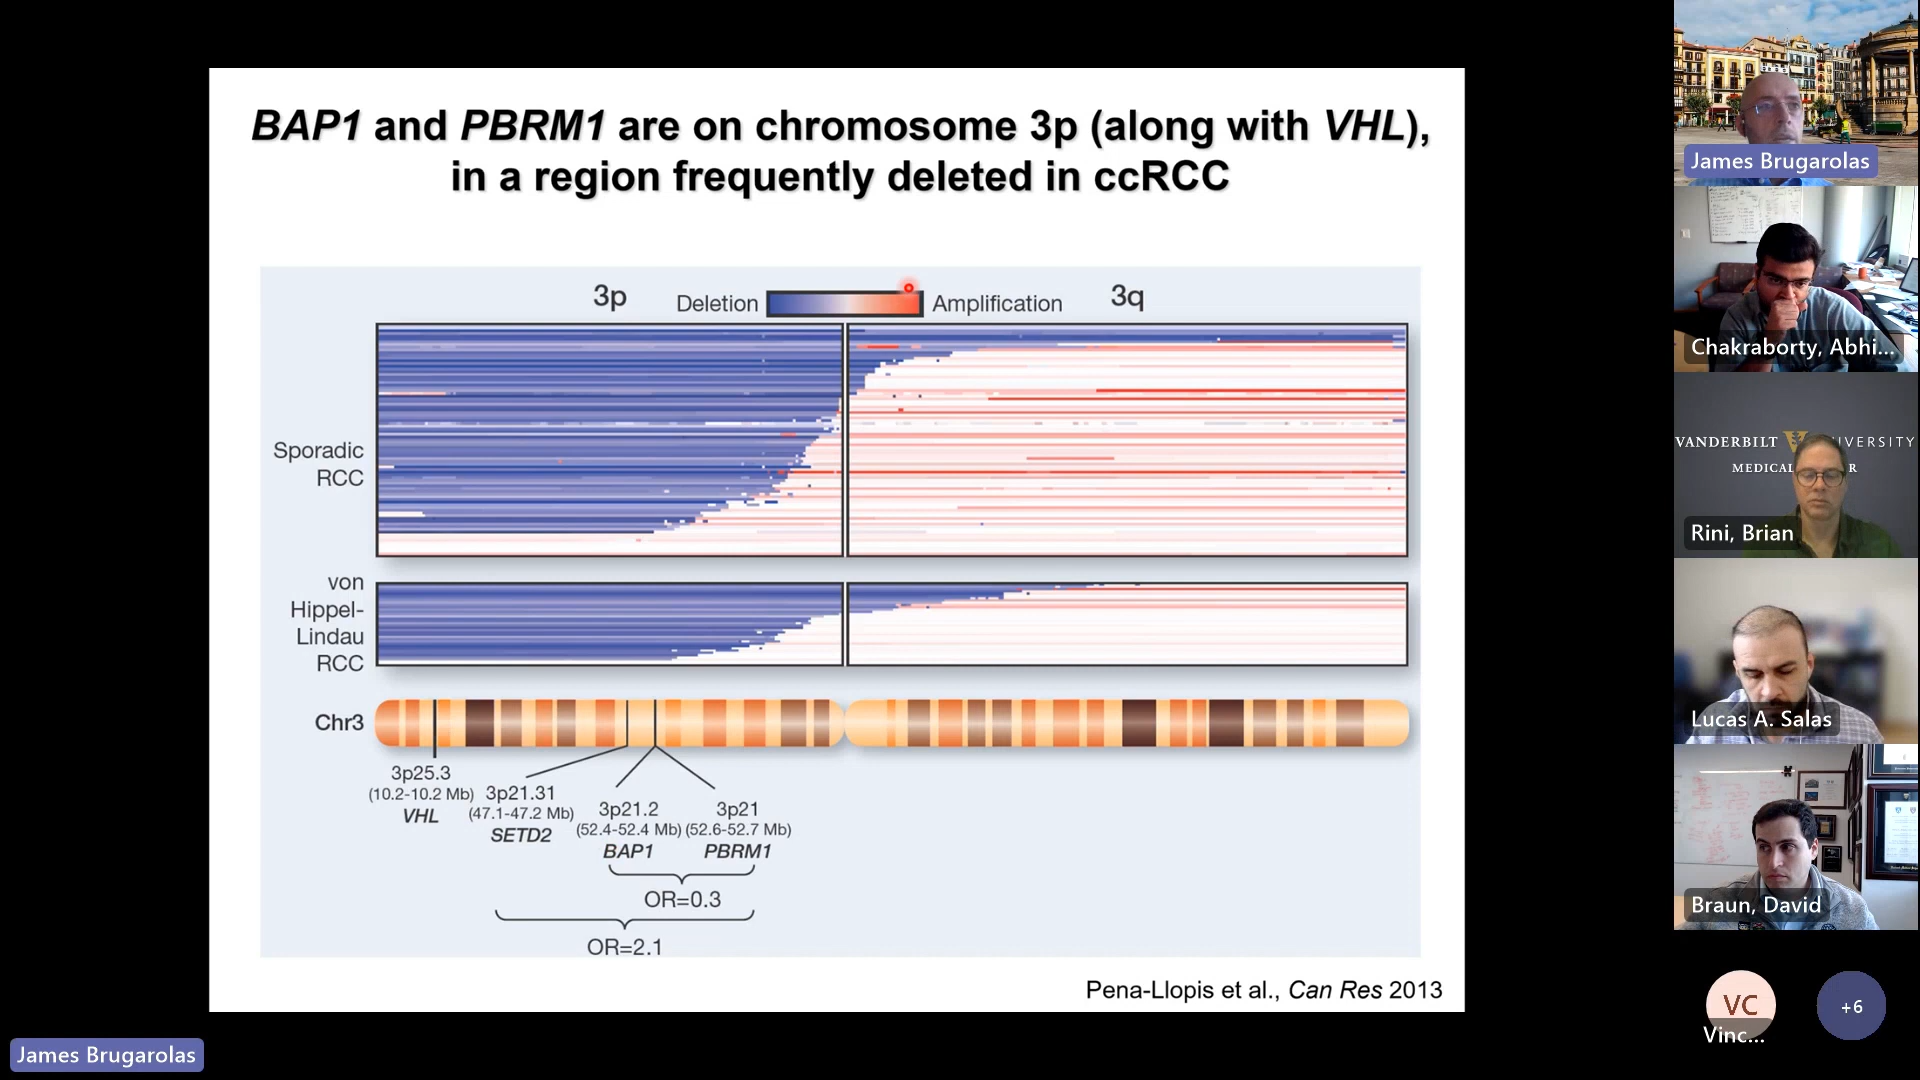 BAP1 and PBRM1 are on chromosome 3p (along with VHL),
in a region frequently deleted in ccRCC
3p
Deletion
Amplification
3q
Sporadic
RCC
von
Hippel-
Lindau
RCC
Chr3
3p25.3
(10.2-10.2 Mb)
VHL
3p21.31
(47.1-47.2 Mb)
SETD2
3p21.2
(52.4-52.4 Mb)
BAP1
3p21
(52.6-52.7 Mb)
PBRM1
OR=0.3
OR=2.1
Pena-Llopis et al., Can Res 2013
James Brugarolas
James Brugarolas
Chakraborty, Abhi...
VANDERBILT
MEDICAL
Rini, Brian
Lucas A. Salas
Braun, David
VC
Vinc...
+6